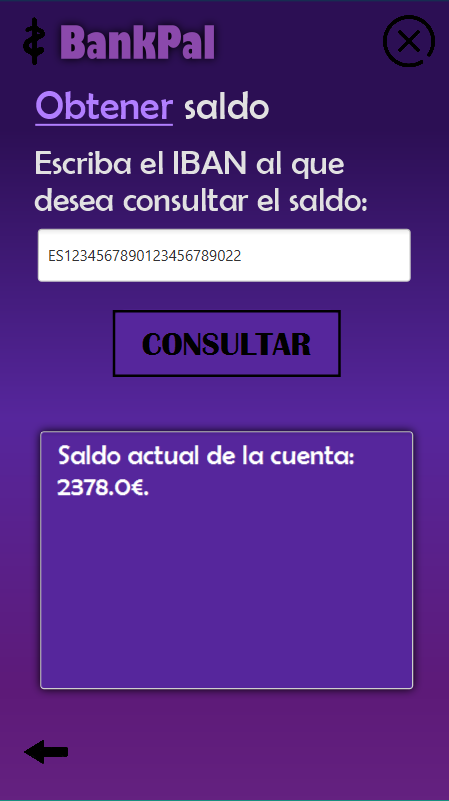 BankPal
Obtener saldo
Escriba el IBAN al que
desea consultar el saldo:
ES1234567890123456789022
CONSULTAR
Saldo actual de la cuenta:
2378.0€.